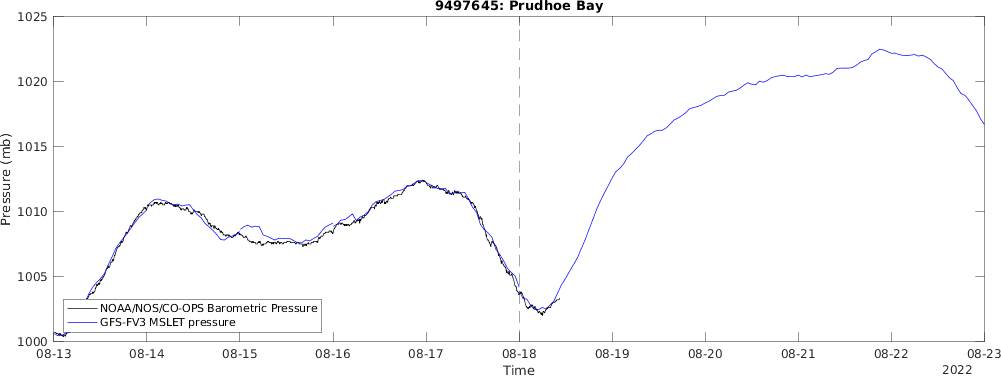 9497645: Prudhoe Bay
1025
1020
1015
1010
1005
1000
Pressure (mb)
NOAA/NOS/CO-OPS Barometric Pressure
GFS-FV3 MSLET pressure
08-13 08-14 08-15 08-16 08-17 08-18 08-19 08-20 08-21 08-22 08-23
Time
2022